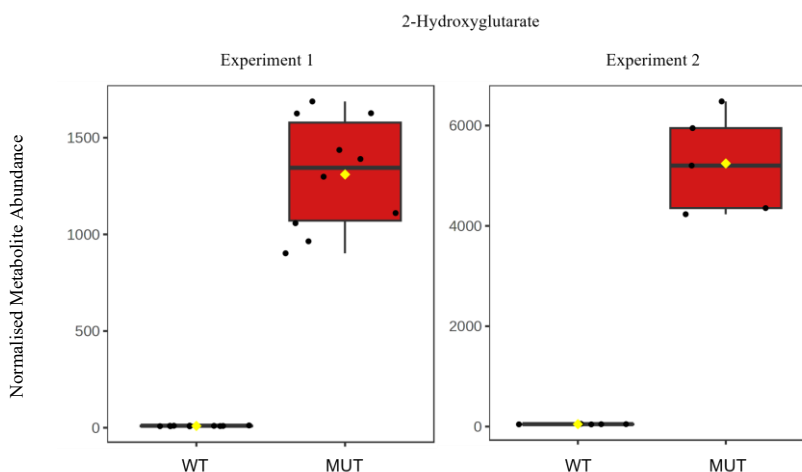 2-Hydroxyglutarate
Experiment 1
Experiment 2
Normalised Metabolite Abundance
1500
1000
500
0
WT
MUT
6000
4000
2000
0
WT
MUT